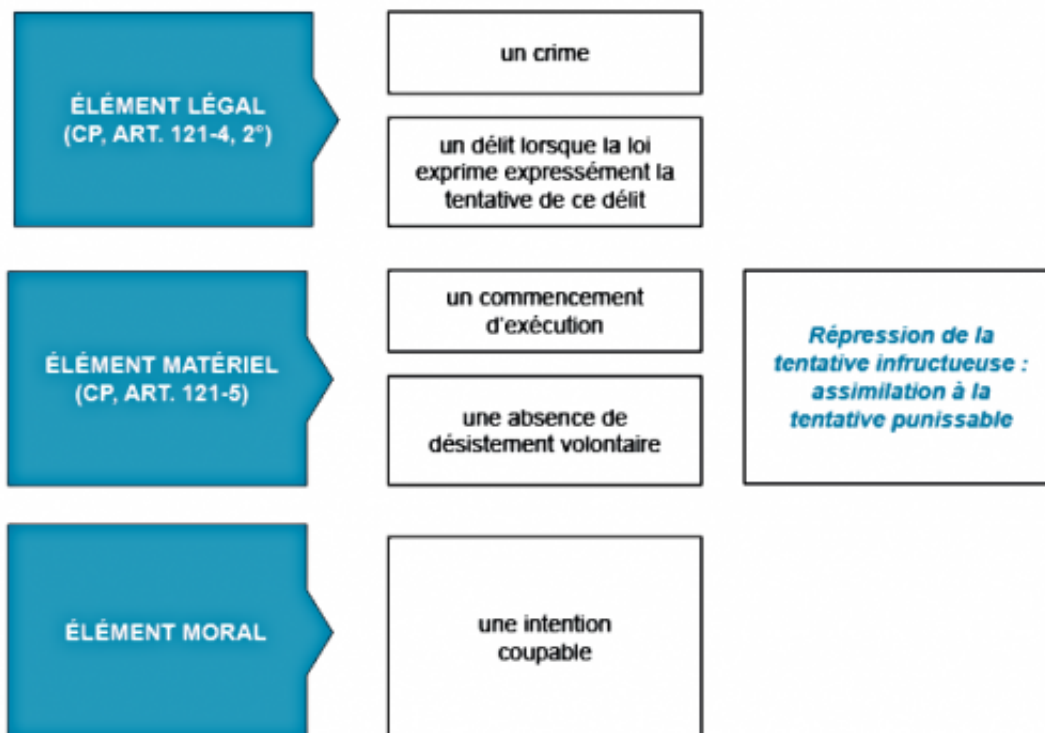 ÉLÉMENT LÉGAL
(CP, ART. 121-4, 2°)
un crime
un délit lorsque la loi
exprime expressément la
tentative de ce délit
ÉLÉMENT MATÉRIEL
(CP, ART. 121-5)
un commencement
d'exécution
une absence de
désistement volontaire
Répression de la
tentative infructueuse :
assimilation à la
tentative punissable
ÉLÉMENT MORAL
une intention
coupable